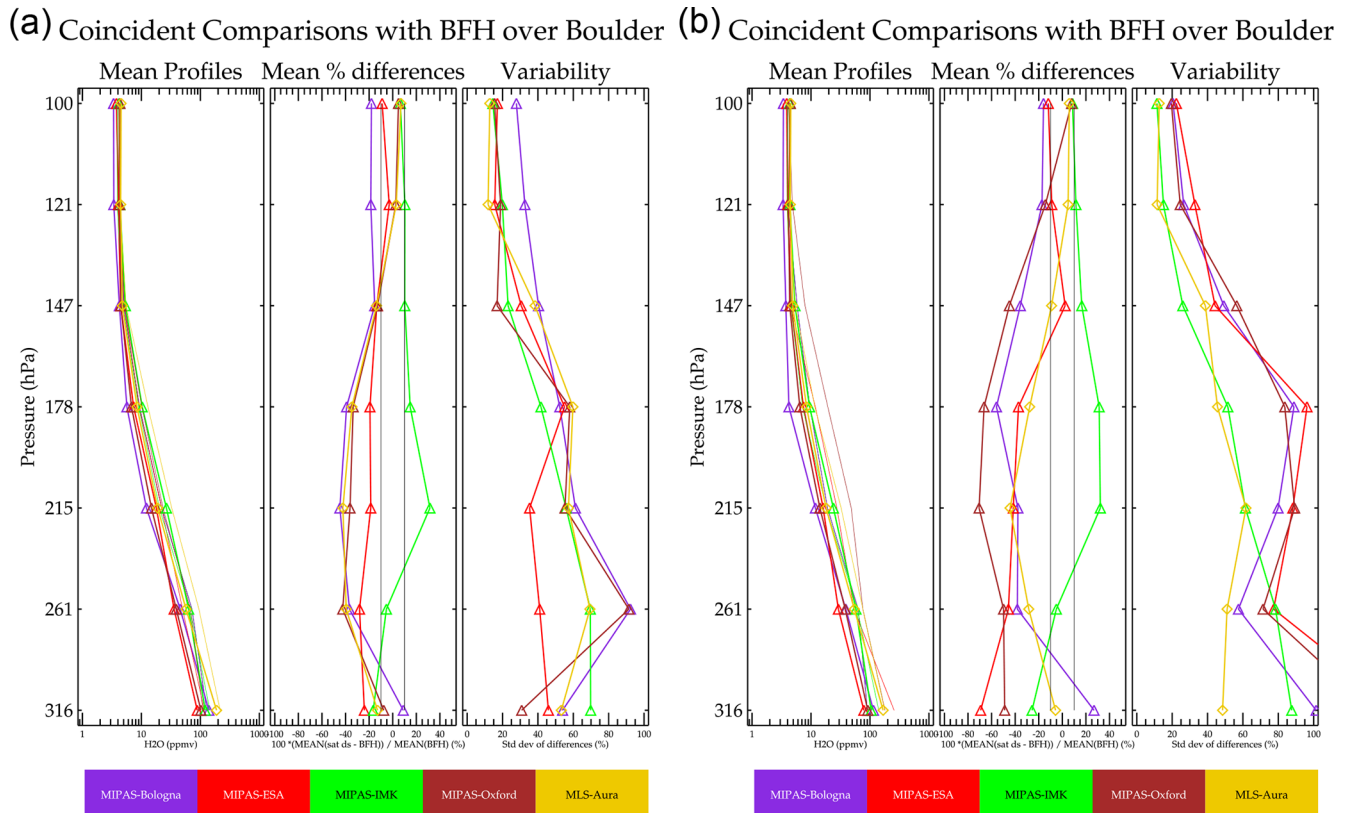 (a) Coincident Comparisons with BFH over Boulder
Mean Profiles Mean % differences Variability
100
121
147
178
215
261
316
Pressure (hPa)
1 10 100 1000
H2O (ppmv)
-100 -80 -60 -40 -20 0 20 40
100 *(MEAN(sat ds - BFH)) / MEAN(BFH) (%)
0 20 40 60 80 100
Std dev of differences (%)
MIPAS-Bologna MIPAS-ESA MIPAS-IMK MIPAS-Oxford MLS-Aura
(b) Coincident Comparisons with BFH over Boulder
Mean Profiles Mean % differences Variability
100
121
147
178
215
261
316
Pressure (hPa)
1 10 100 1000
H2O (ppmv)
-100 -80 -60 -40 -20 0 20 40
100 *(MEAN(sat ds - BFH)) / MEAN(BFH) (%)
0 20 40 60 80 100
Std dev of differences (%)
MIPAS-Bologna MIPAS-ESA MIPAS-IMK MIPAS-Oxford MLS-Aura